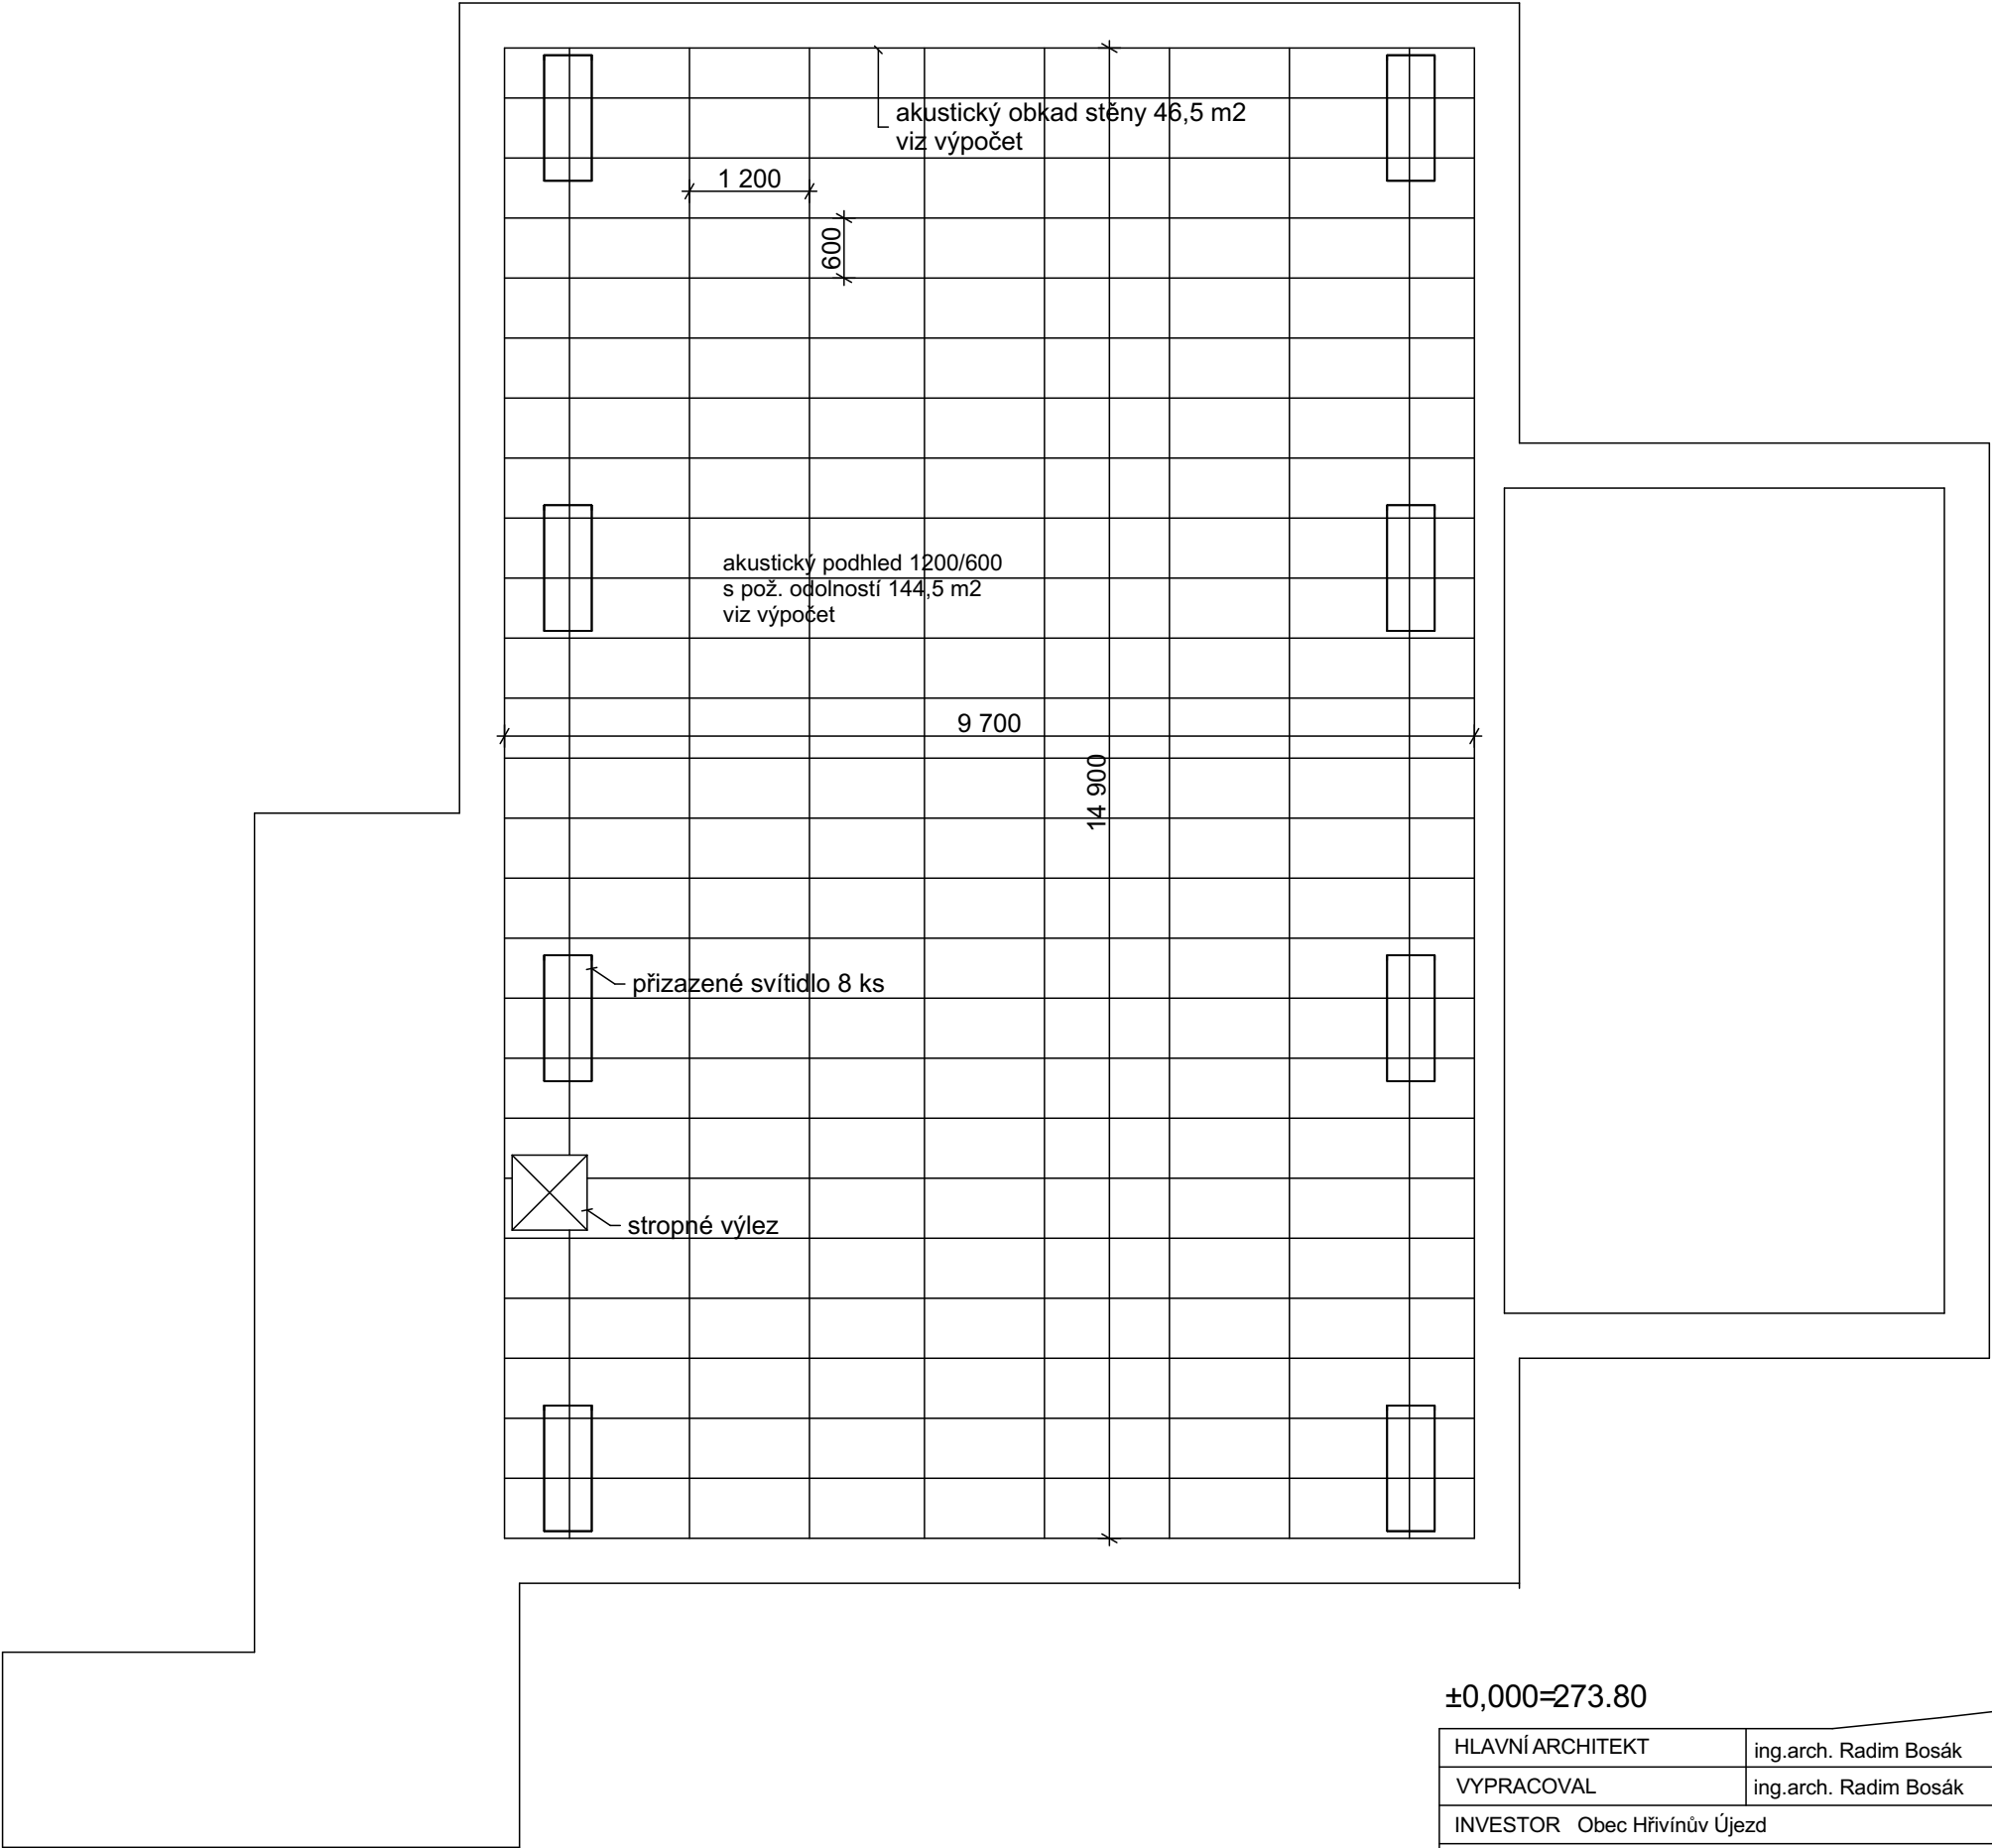 akustický obkad stěny 46,5 m2
viz výpočet
1 200
600
akustický podhled 1200/600
s pož. odolností 144,5 m2
viz výpočet
9 700
14 900
přizazené svítidlo 8 ks
stropné výlez
±0,000=273.80
HLAVNÍ ARCHITEKT ing.arch. Radim Bosák
VYPRACOVAL ing.arch. Radim Bosák
INVESTOR Obec Hřivínův Újezd